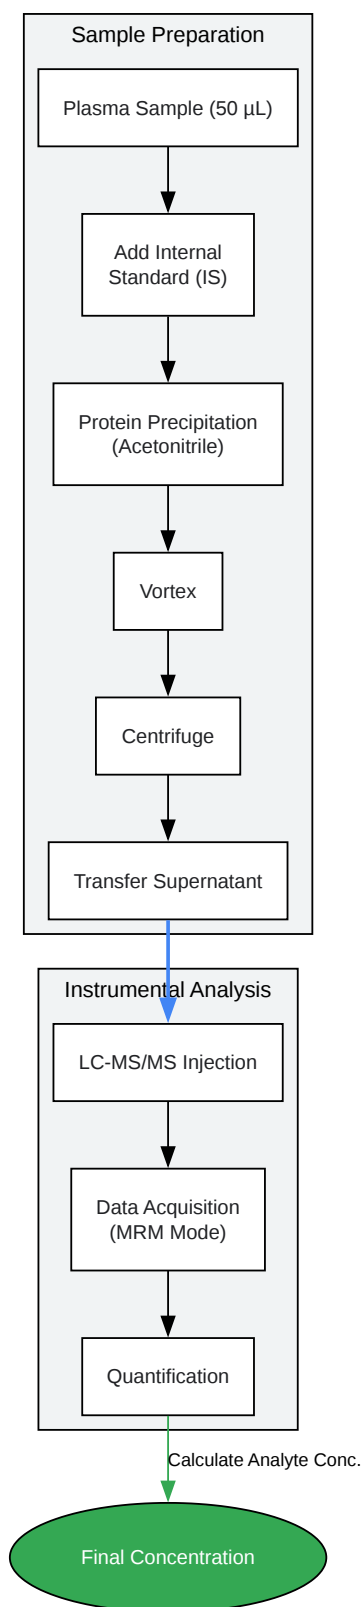 Sample Preparation
Plasma Sample (50 µL)
Add Internal
Standard (IS)
Protein Precipitation
(Acetonitrile)
Vortex
Centrifuge
Transfer Supernatant
Instrumental Analysis
LC-MS/MS Injection
Data Acquisition
(MRM Mode)
Quantification
Calculate Analyte Conc.
Final Concentration